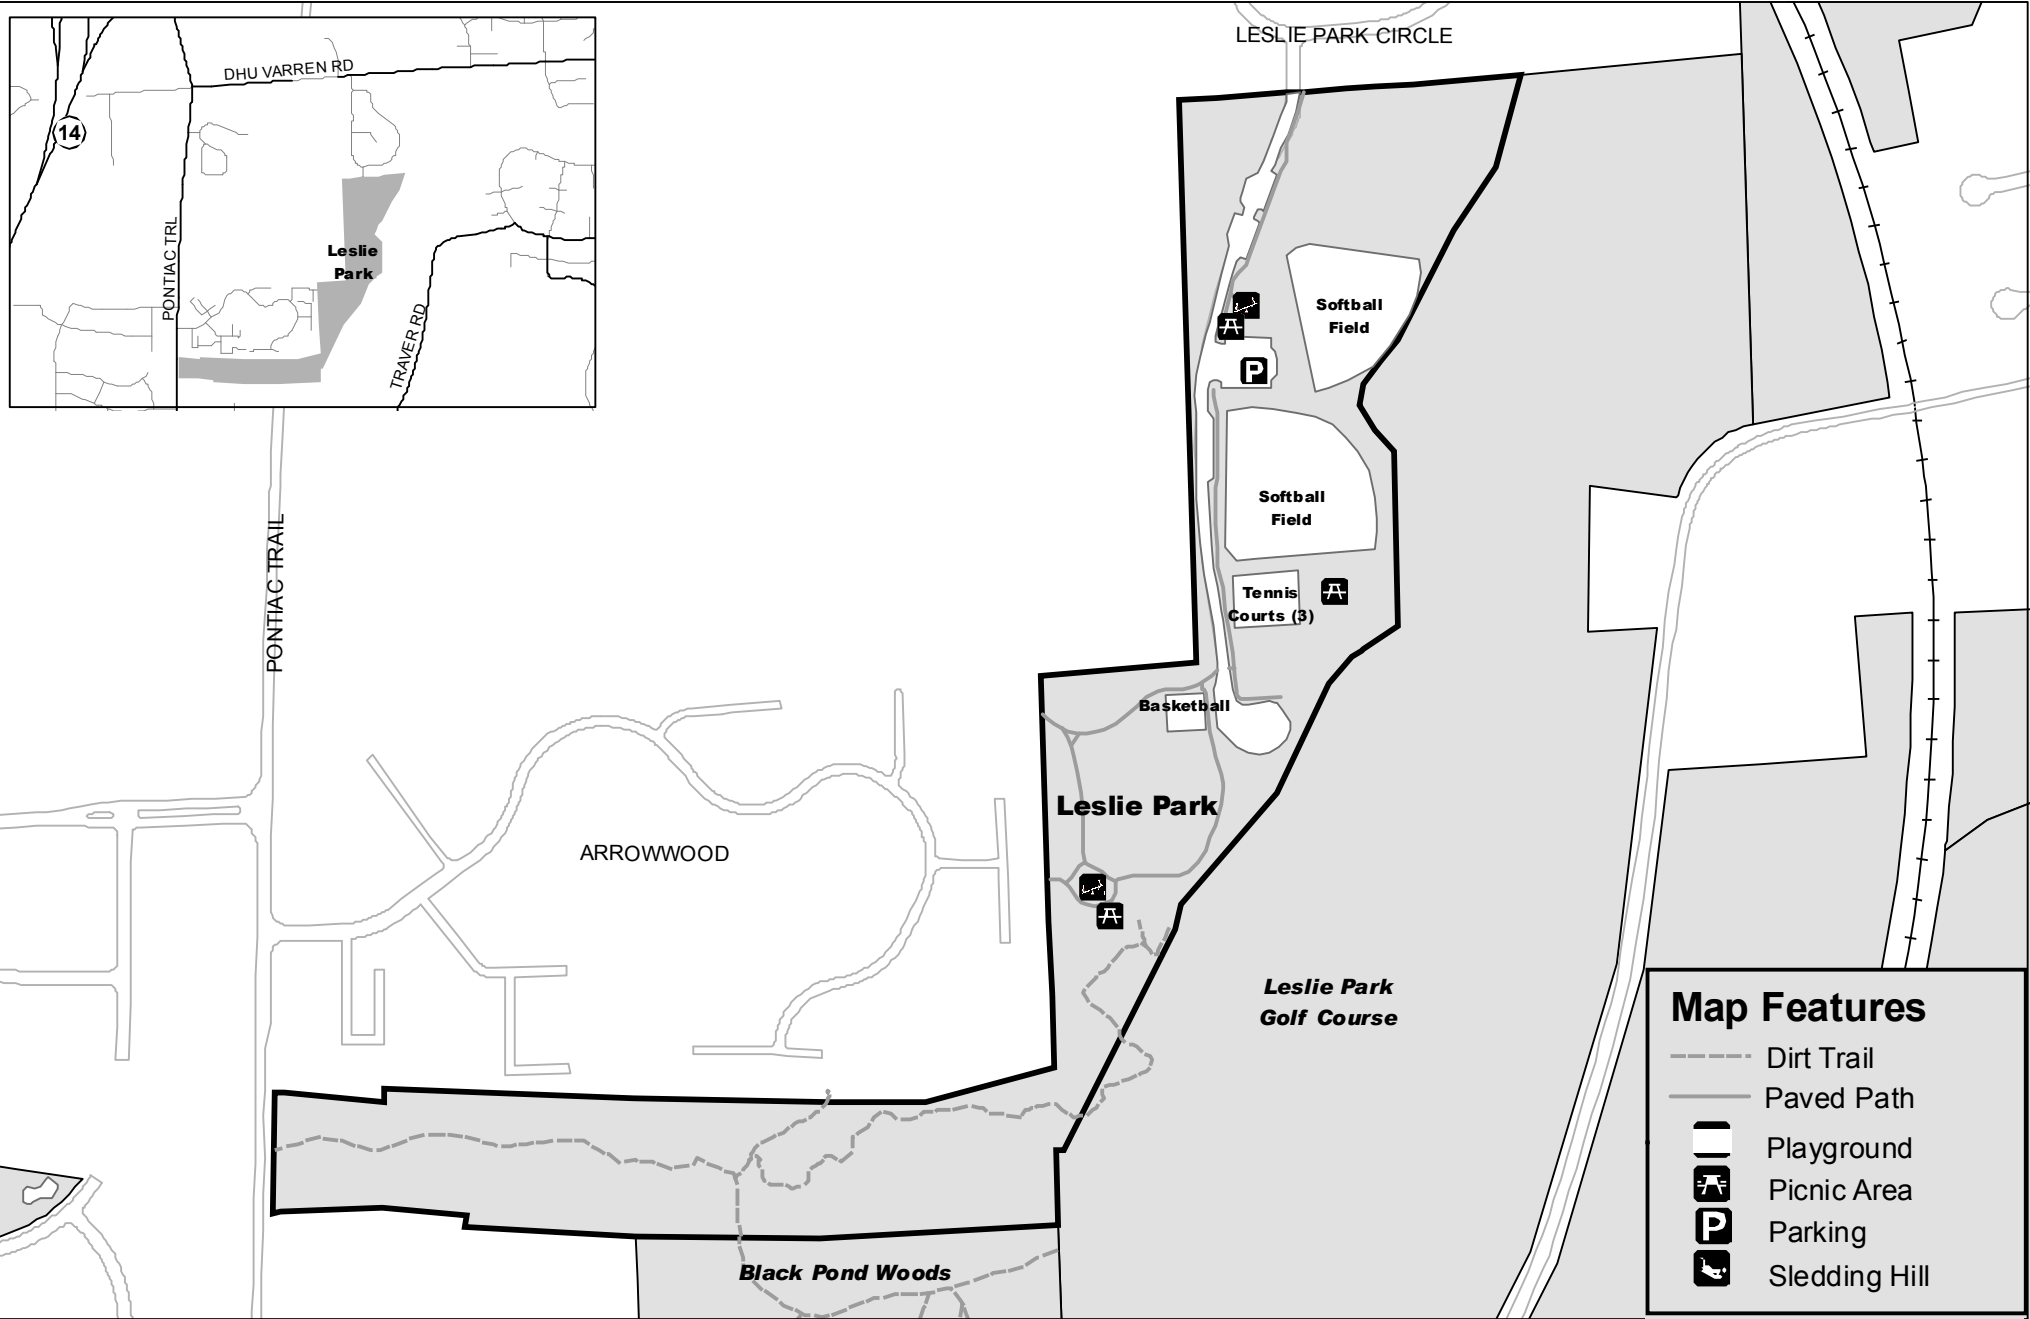 LESLIE PARK CIRCLE
DHU VARREN RD
14
PONTIAC TRL
Leslie
Park
TRAVER RD
Softball
Field
P
PONTIAC TRAIL
Softball
Field
Tennis
Courts (3)
Basketball
Leslie Park
ARROWWOOD
Leslie Park
Golf Course
Black Pond Woods
Map Features
Dirt Trail
Paved Path
Playground
Picnic Area
P Parking
Sledding Hill